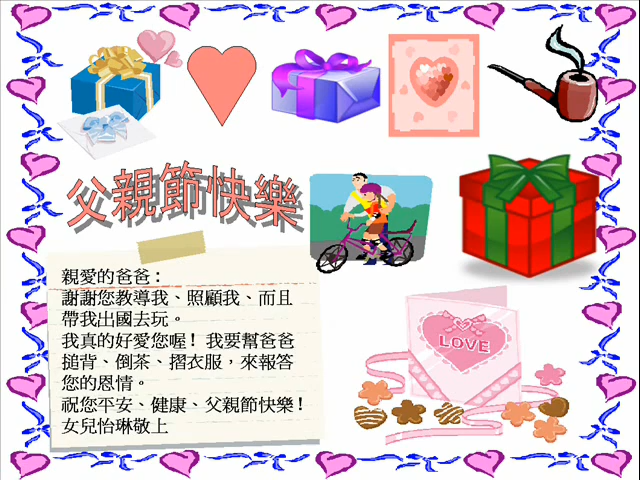 父親節快樂
親愛的爸爸：
謝謝您教導我、照顧我、而且
帶我出國去玩。
我真的好愛您喔！我要幫爸爸
搥背、倒茶、摺衣服，來報答
您的恩情。
祝您平安、健康、父親節快樂！
女兒怡琳敬上
LOVE